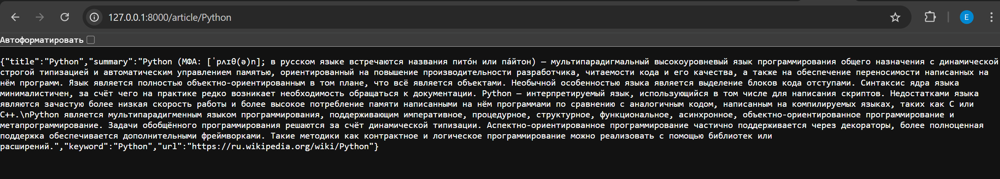 127.0.0.1:8000/article/Python
E
Автоформатировать
{"title":"Python","summary":"Python (МФА: [ˈpʌɪθ(ə)n]; в русском языке встречаются названия пито́н или па́йтон) — мультипарадигмальный высокоуровневый язык программирования общего назначения с динамической
строгой типизацией и автоматическим управлением памятью, ориентированный на повышение производительности разработчика, читаемости кода и его качества, а также на обеспечение переносимости написанных на
нём программ. Язык является полностью объектно-ориентированным в том плане, что всё является объектами. Необычной особенностью языка является выделение блоков кода отступами. Синтаксис ядра языка
минималистичен, за счёт чего на практике редко возникает необходимость обращаться к документации. Python — интерпретируемый язык, использующийся в том числе для написания скриптов. Недостатками языка
являются зачастую более низкая скорость работы и более высокое потребление памяти написанными на нём программами по сравнению с аналогичным кодом, написанным на компилируемых языках, таких как C или
C++.\nPython является мультипарадигменным языком программирования, поддерживающим императивное, процедурное, структурное, функциональное, асинхронное, объектно-ориентированное программирование и
метапрограммирование. Задачи обобщённого программирования решаются за счёт динамической типизации. Аспектно-ориентированное программирование частично поддерживается через декораторы, более полноценная
поддержка обеспечивается дополнительными фреймворками. Такие методики как контрактное и логическое программирование можно реализовать с помощью библиотек или
расширений.","keyword":"Python","url":"https://ru.wikipedia.org/wiki/Python"}